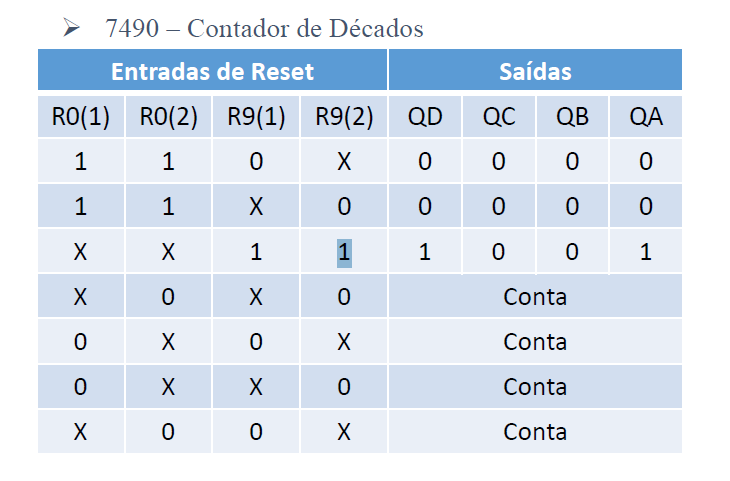 ➢ 7490 – Contador de Décados
Entradas de Reset Saídas
R0(1) R0(2) R9(1) R9(2) QD QC QB QA
1 1 0 X 0 0 0 0
1 1 X 0 0 0 0 0
X X 1 1 1 0 0 1
X 0 X 0 Conta
0 X 0 X Conta
0 X X 0 Conta
X 0 0 X Conta